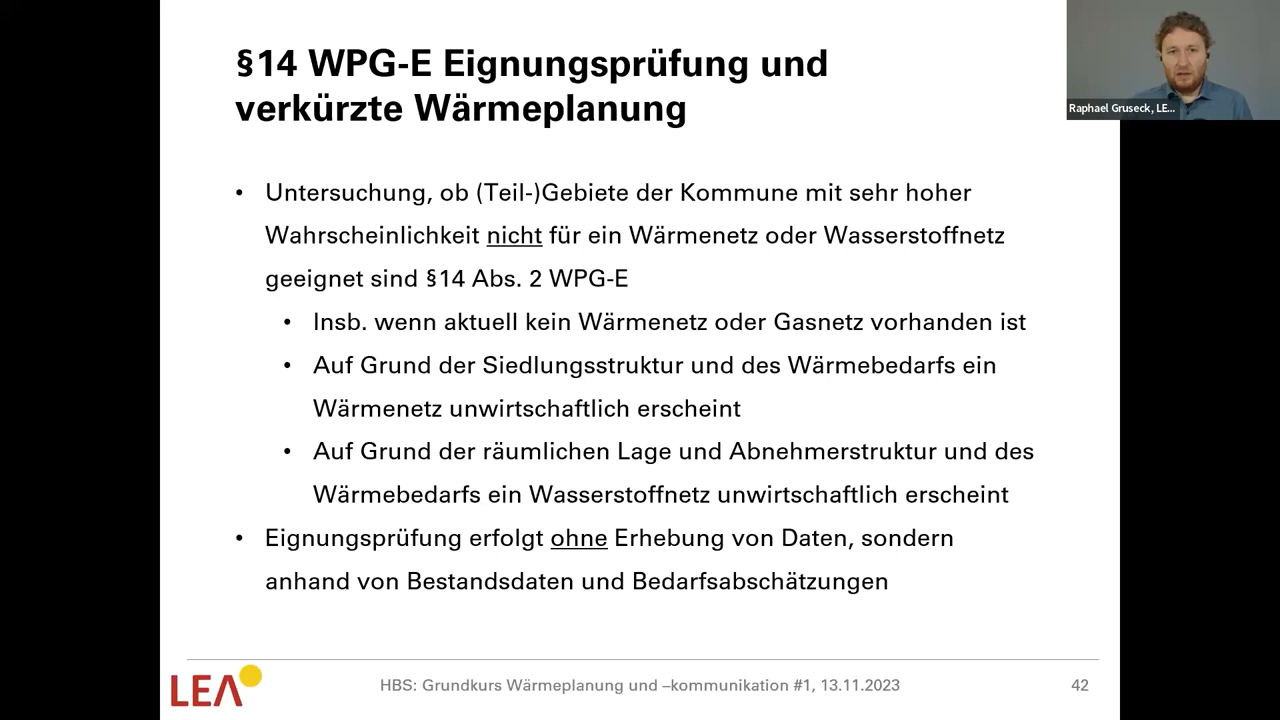 §14 WPG-E Eignungsprüfung und
verkürzte Wärmeplanung
Raphael Gruseck, LE...
• Untersuchung, ob (Teil-)Gebiete der Kommune mit sehr hoher
Wahrscheinlichkeit nicht für ein Wärmenetz oder Wasserstoffnetz
geeignet sind §14 Abs. 2 WPG-E
• Insb. wenn aktuell kein Wärmenetz oder Gasnetz vorhanden ist
• Auf Grund der Siedlungsstruktur und des Wärmebedarfs ein
Wärmenetz unwirtschaftlich erscheint
• Auf Grund der räumlichen Lage und Abnehmerstruktur und des
Wärmebedarfs ein Wasserstoffnetz unwirtschaftlich erscheint
• Eignungsprüfung erfolgt ohne Erhebung von Daten, sondern
anhand von Bestandsdaten und Bedarfsabschätzungen
LEA
HBS: Grundkurs Wärmeplanung und –kommunikation #1, 13.11.2023
42